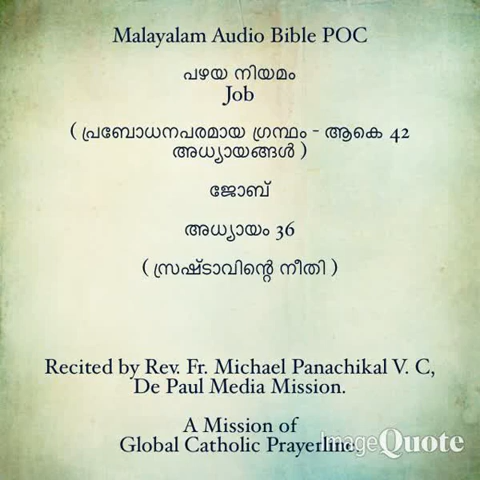 Malayalam Audio Bible POC
പഴയ നിയമം
Job
( പ്രബോധനപരമായ ഗ്രന്ഥം - ആകെ 42
അധ്യായങ്ങൾ )
ജോബ്
അധ്യായം 36
( സ്രഷ്ടാവിന്റെ നീതി )
Recited by Rev. Fr. Michael Panachikal V. C,
De Paul Media Mission.
A Mission of
Global Catholic Prayerline
ImageQuote